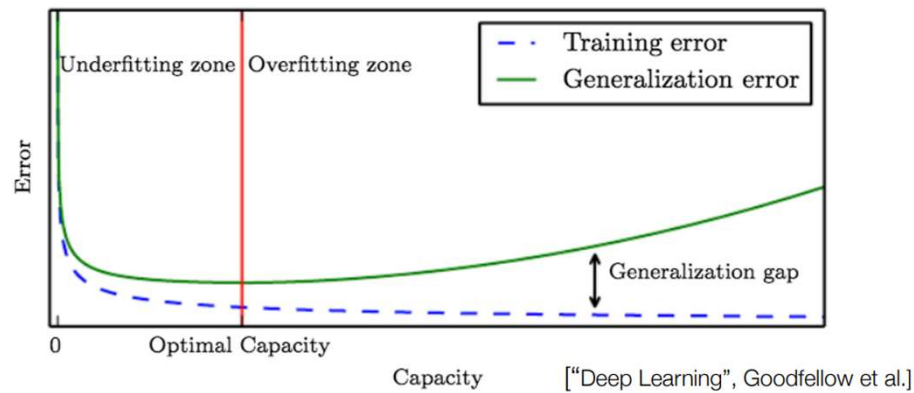 Underfitting zone Overfitting zone
Training error
Generalization error
Error
Generalization gap
0
Optimal Capacity
Capacity
["Deep Learning", Goodfellow et al.]